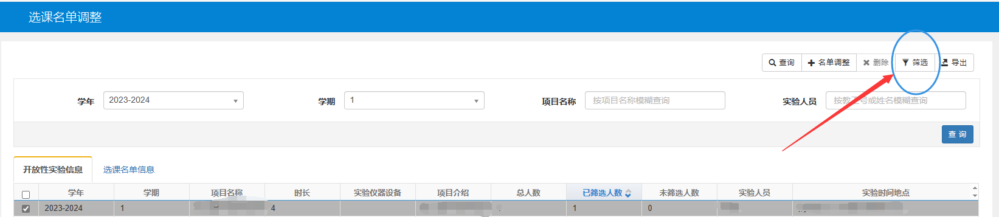 选课名单调整
查询 名单调整 删除 筛选 导出
学年 2023-2024 学期 1 项目名称 按项目名称模糊查询 实验人员 按教工号或姓名模糊查询
查 询
开放性实验信息 选课名单信息
学年 学期 项目名称 时长 实验仪器设备 项目介绍 总人数 已筛选人数 未筛选人数 实验人员 实验时间地点
2023-2024 1 4 1 0